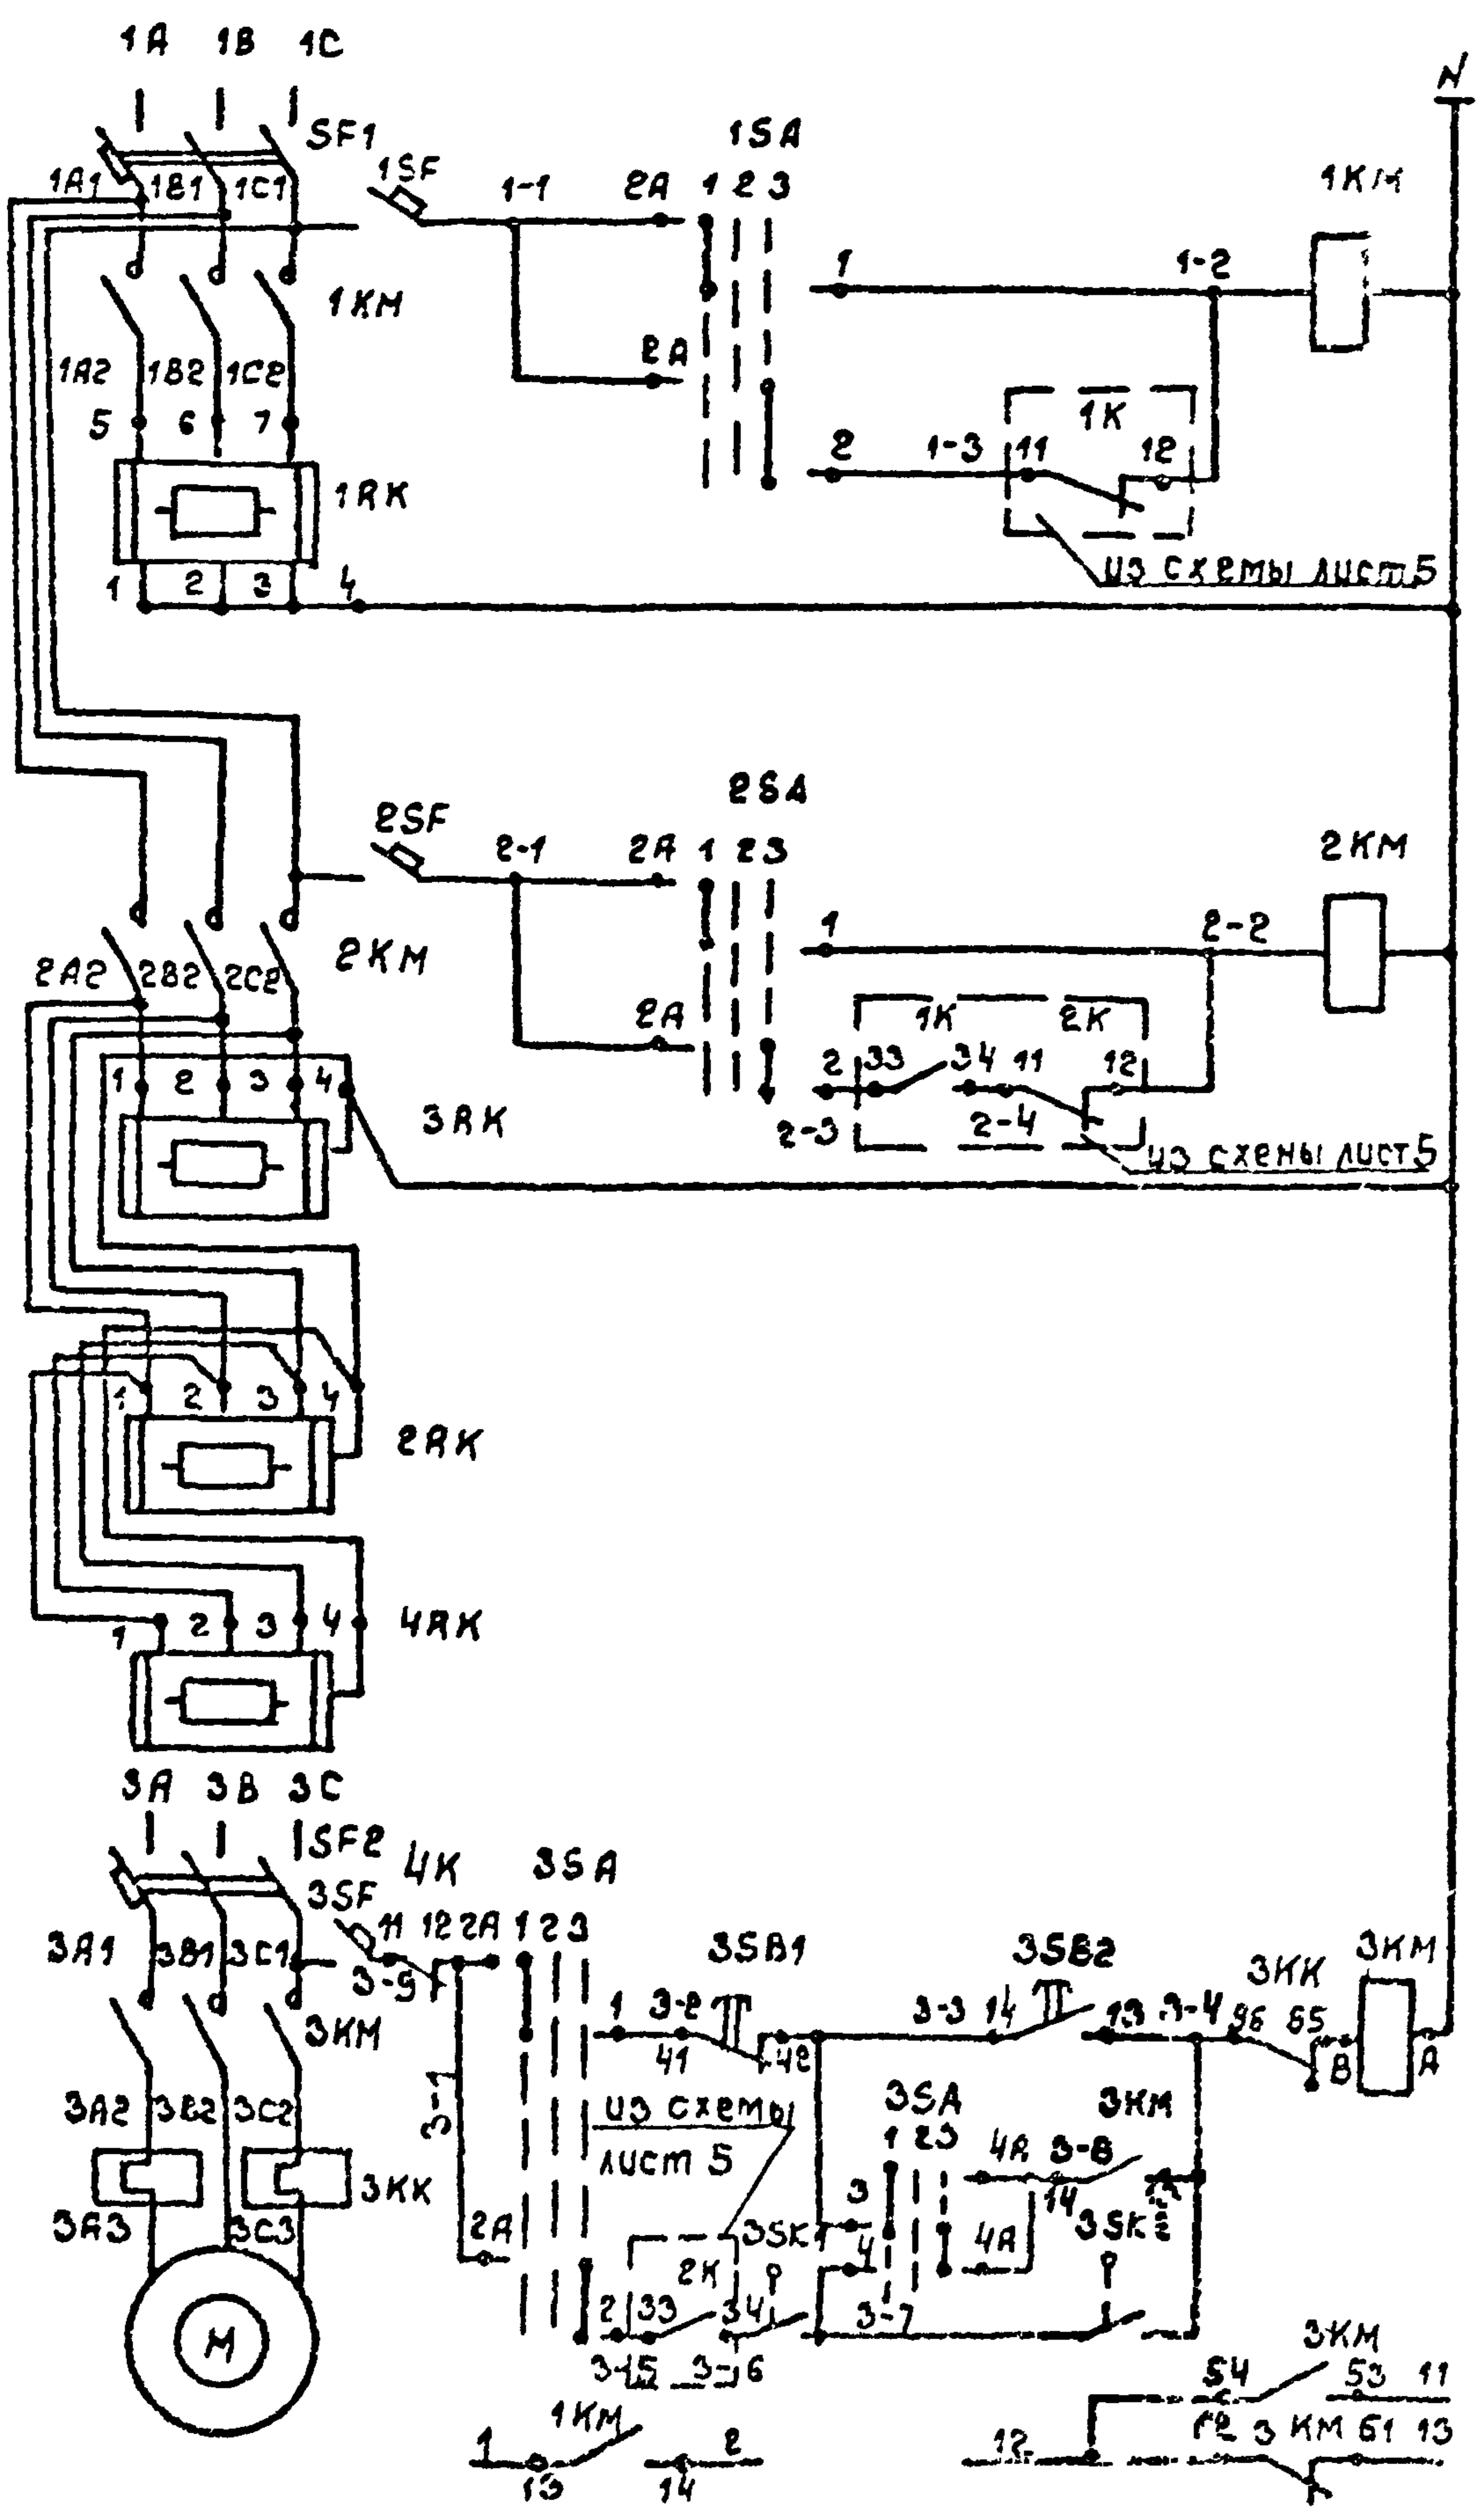 1A 1B 1C
N
SF1
1SF
1SA
1A1 1B1 1C1
1-1 2A 1 2 3
1KM
1KM
1 1-2
1A2 1B2 1C2
2A
5 6 7
1K
2 1-3 11 12
1RK
из схемы лист 5
1 2 3 4
2SA
2SF
2-1 2A 1 2 3
2KM
2A2 2B2 2C2
2KM
1 2-2
2A
1K 2K
1 2 3 4
2 33 34 11 12
3RK
2-3 2-4
из схемы лист 5
1 2 3 4
2RK
1 2 3 4
4RK
3A 3B 3C
SF2
4K 3SA
3SF
11 12 2A 1 2 3
3A1 3B1 3C1
3-9
3SB1 3SB2
3KK 3KM
3KM
1 3-2
41 42
3-3 14 13 3-4 96
B A
3A2 3B2 3C2
из схемы
лист 5
3SA 3KM
1 2 3
4A 3-8
14
3KK
3A3 3C3
2A
3SK1
3 4
4A
3SK2
2K
2 33 34
3-7
3-15 3-16
M
3KM
54 53 11
3KM 61 13
1KM
1 2
13 14
12